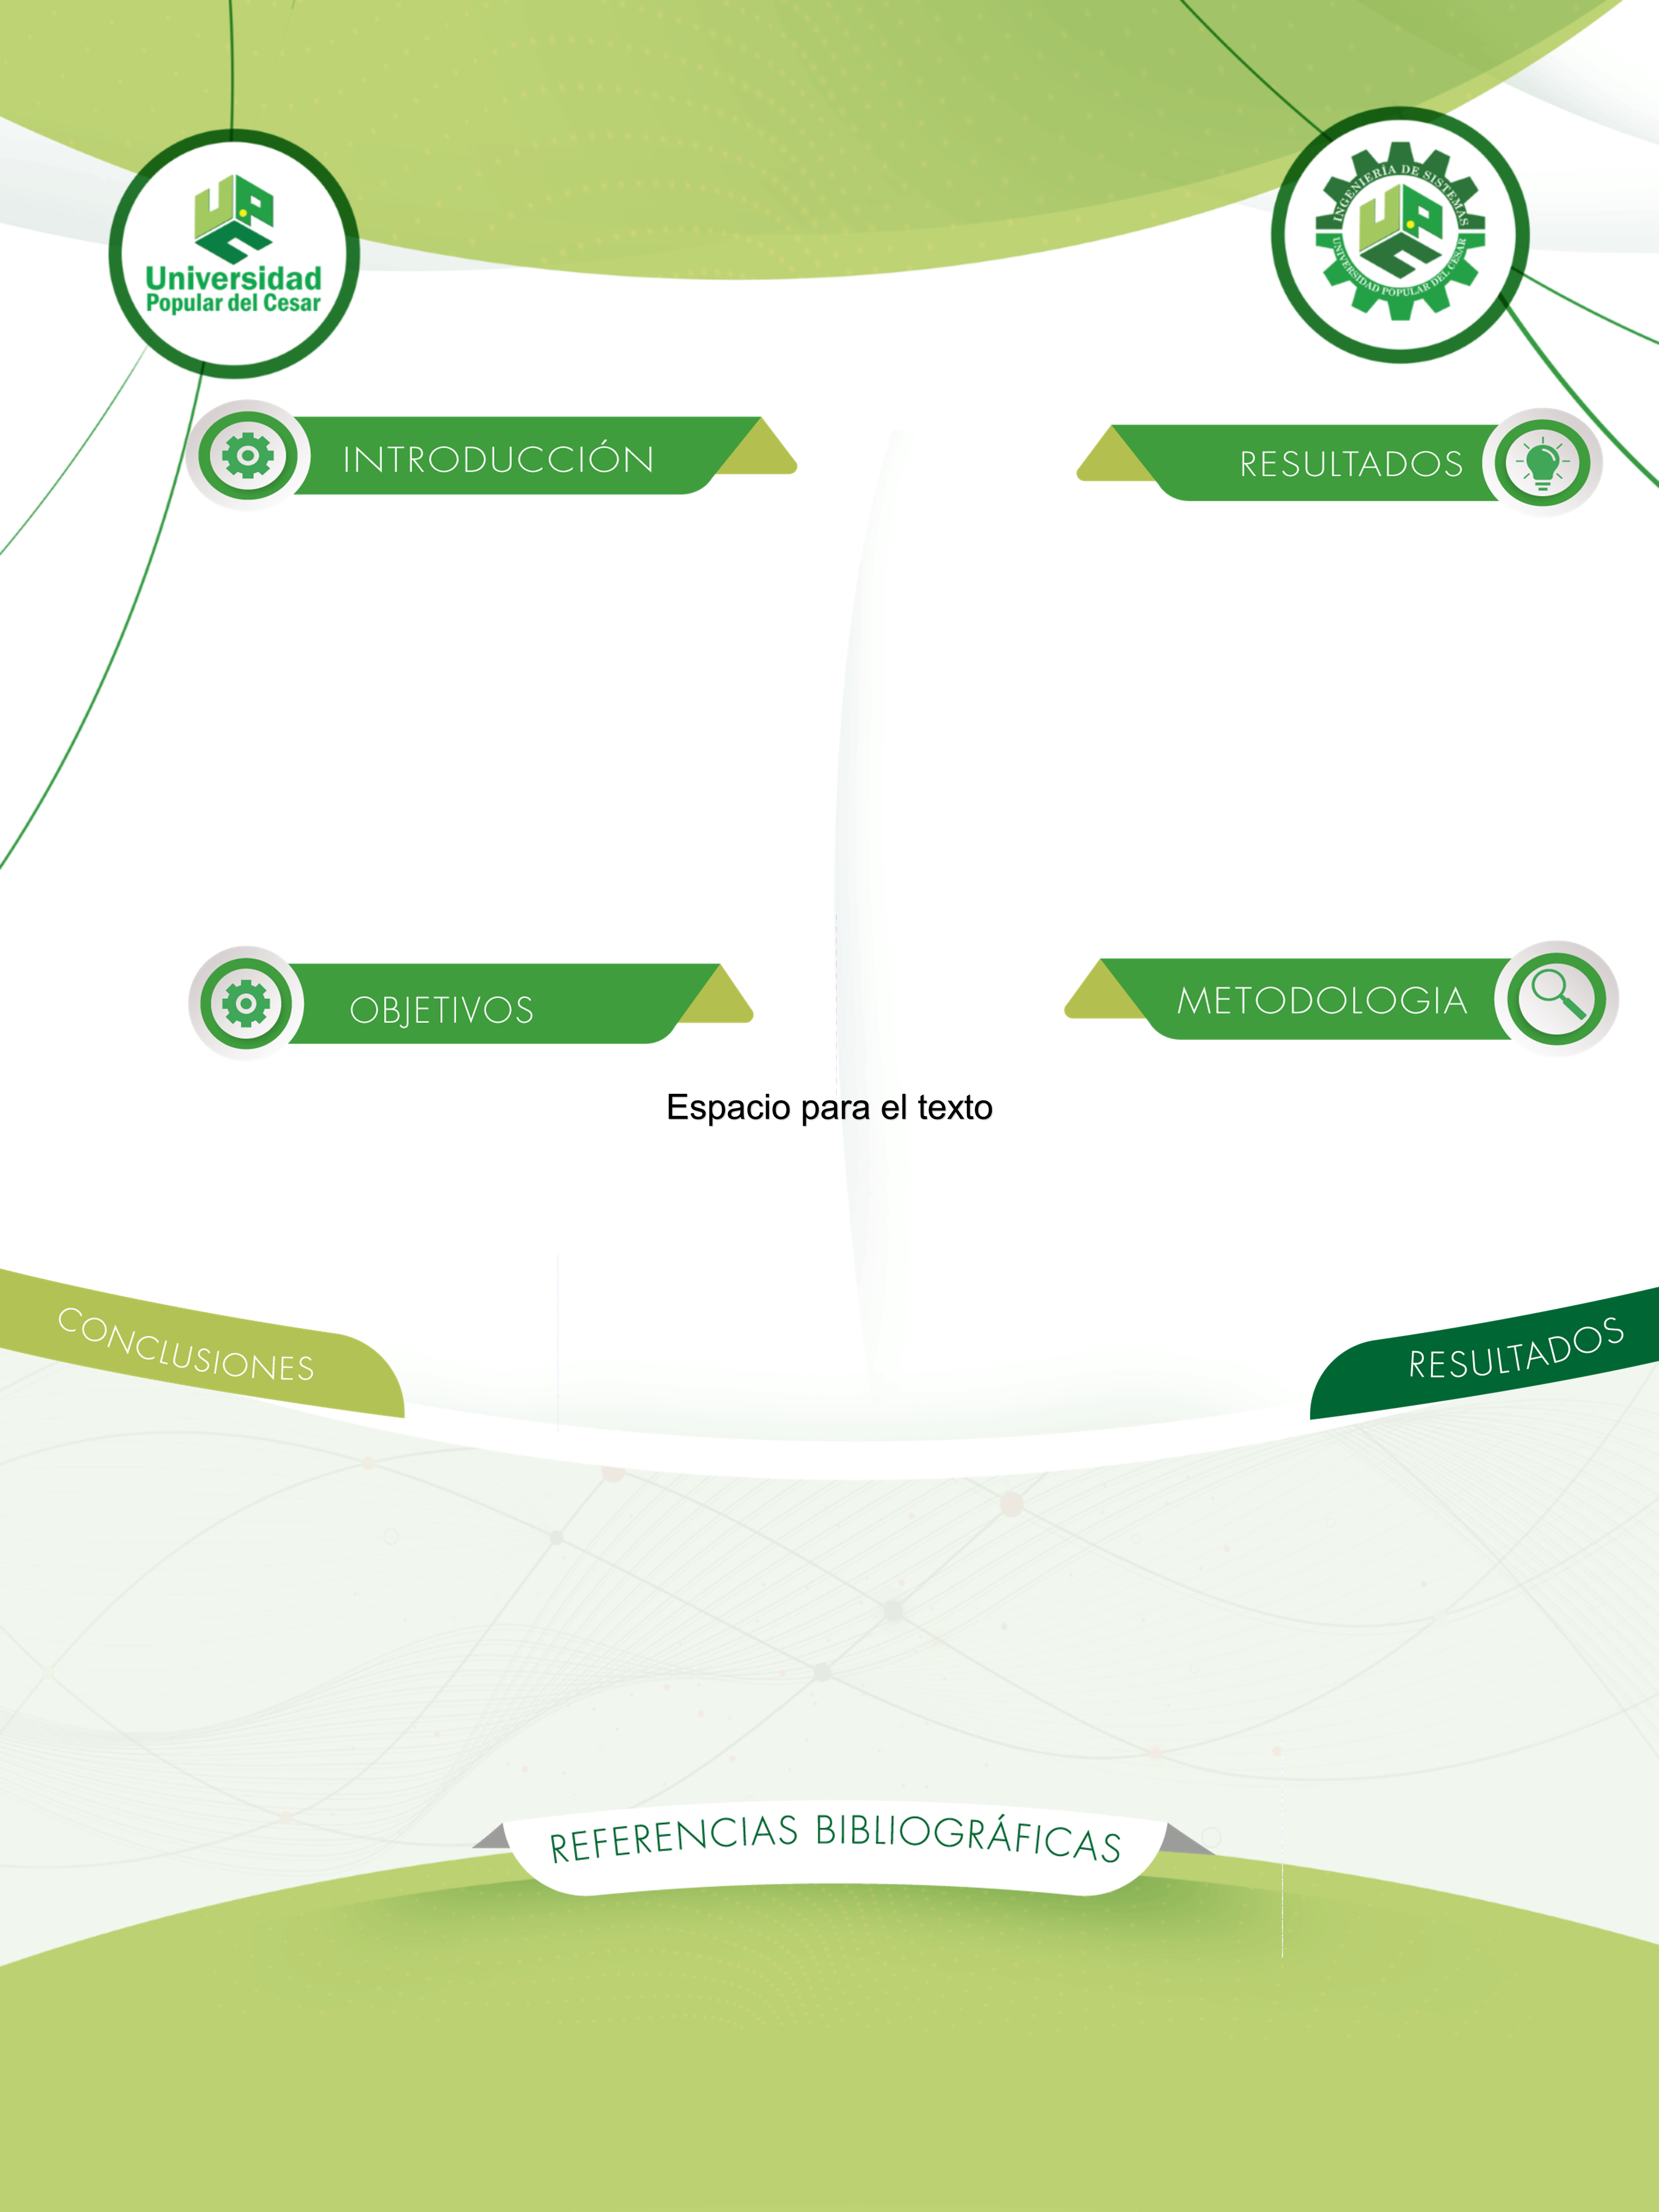 Universidad
Popular del Cesar
INGENIERÍA DE SISTEMAS
UNIVERSIDAD POPULAR DEL CESAR
INTRODUCCIÓN
RESULTADOS
OBJETIVOS
METODOLOGIA
Espacio para el texto
CONCLUSIONES
RESULTADOS
REFERENCIAS BIBLIOGRÁFICAS